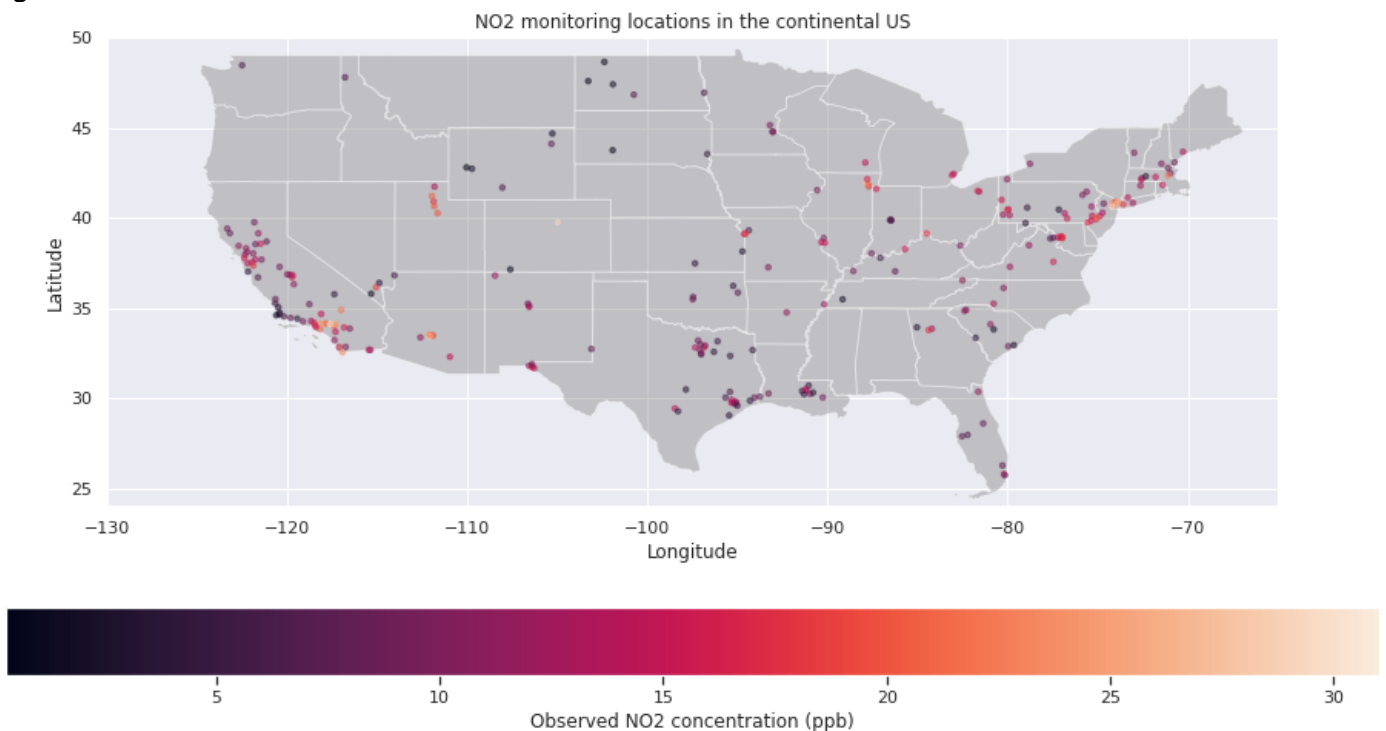 NO2 monitoring locations in the continental US
50
45
40
35
30
25
Latitude
−130 −120 −110 −100 −90 −80 −70
Longitude
5 10 15 20 25 30
Observed NO2 concentration (ppb)